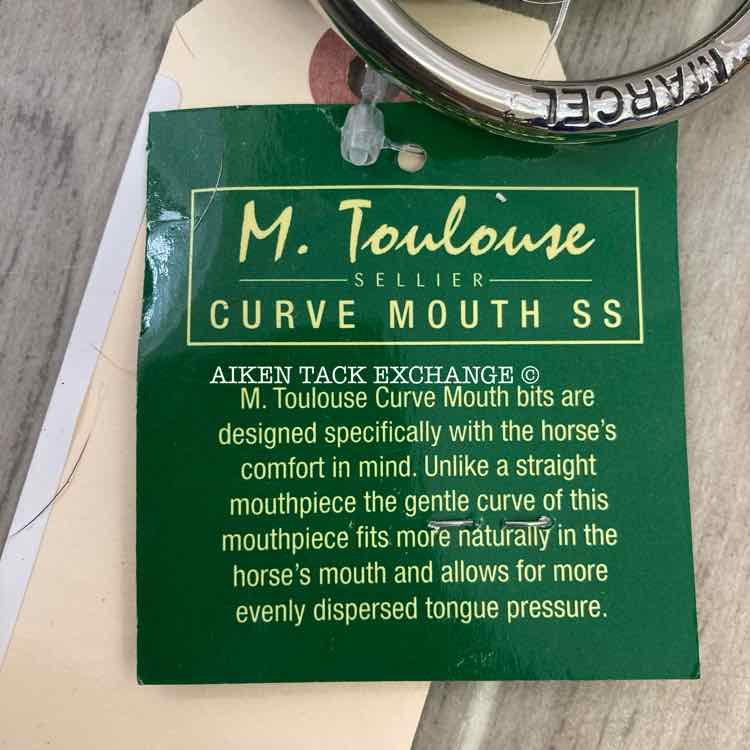 MARCEL
M. Toulouse
SELLIER
CURVE MOUTH SS
AIKEN TACK EXCHANGE ©
M. Toulouse Curve Mouth bits are
designed specifically with the horse's
comfort in mind. Unlike a straight
mouthpiece the gentle curve of this
mouthpiece fits more naturally in the
horse's mouth and allows for more
evenly dispersed tongue pressure.